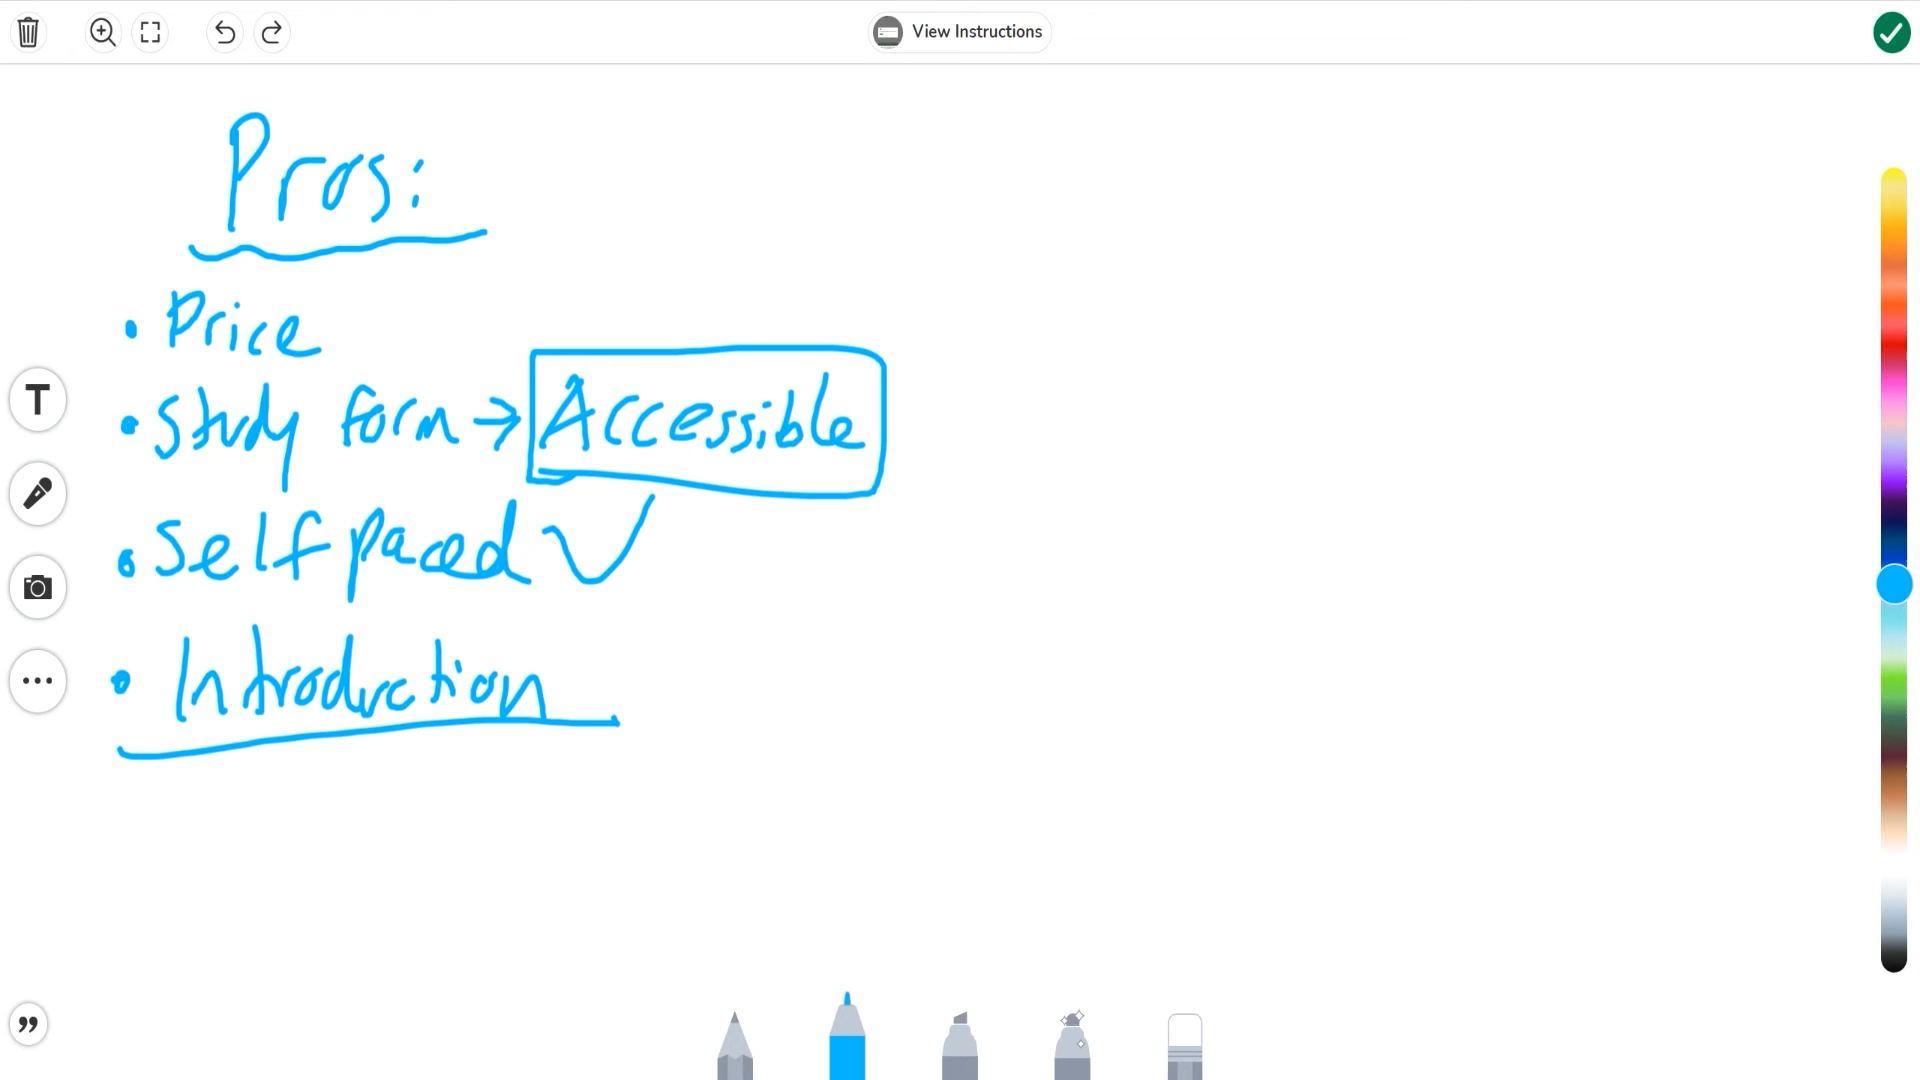 View Instructions
Pros:
• Price
• Study form → Accessible
• Self paced ✓
• Introduction
T